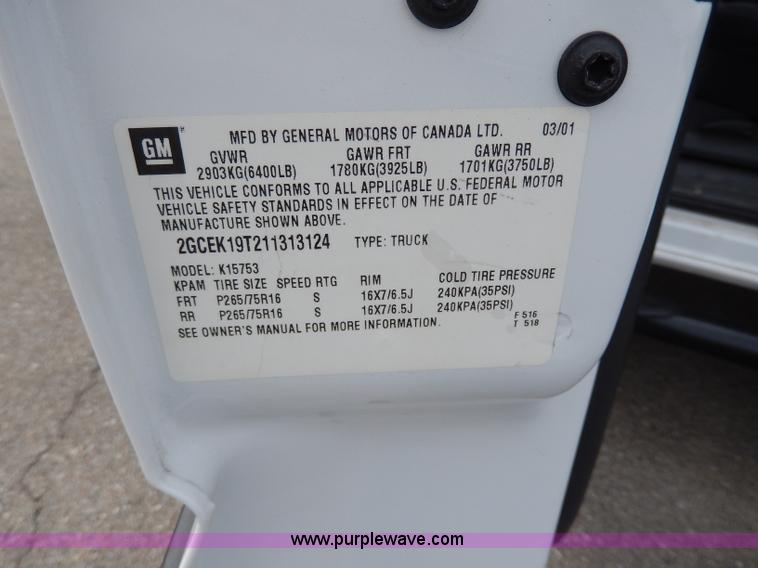 GM
MFD BY GENERAL MOTORS OF CANADA LTD. 03/01
GVWR GAWR FRT GAWR RR
2903KG(6400LB) 1780KG(3925LB) 1701KG(3750LB)
THIS VEHICLE CONFORMS TO ALL APPLICABLE U.S. FEDERAL MOTOR
VEHICLE SAFETY STANDARDS IN EFFECT ON THE DATE OF
MANUFACTURE SHOWN ABOVE.
2GCEK19T211313124 TYPE: TRUCK
MODEL: K15753
KPAM TIRE SIZE SPEED RTG RIM COLD TIRE PRESSURE
FRT P265/75R16 S 16X7/6.5J 240KPA(35PSI)
RR P265/75R16 S 16X7/6.5J 240KPA(35PSI)
SEE OWNER'S MANUAL FOR MORE INFORMATION.
F 516
T 518
www.purplewave.com